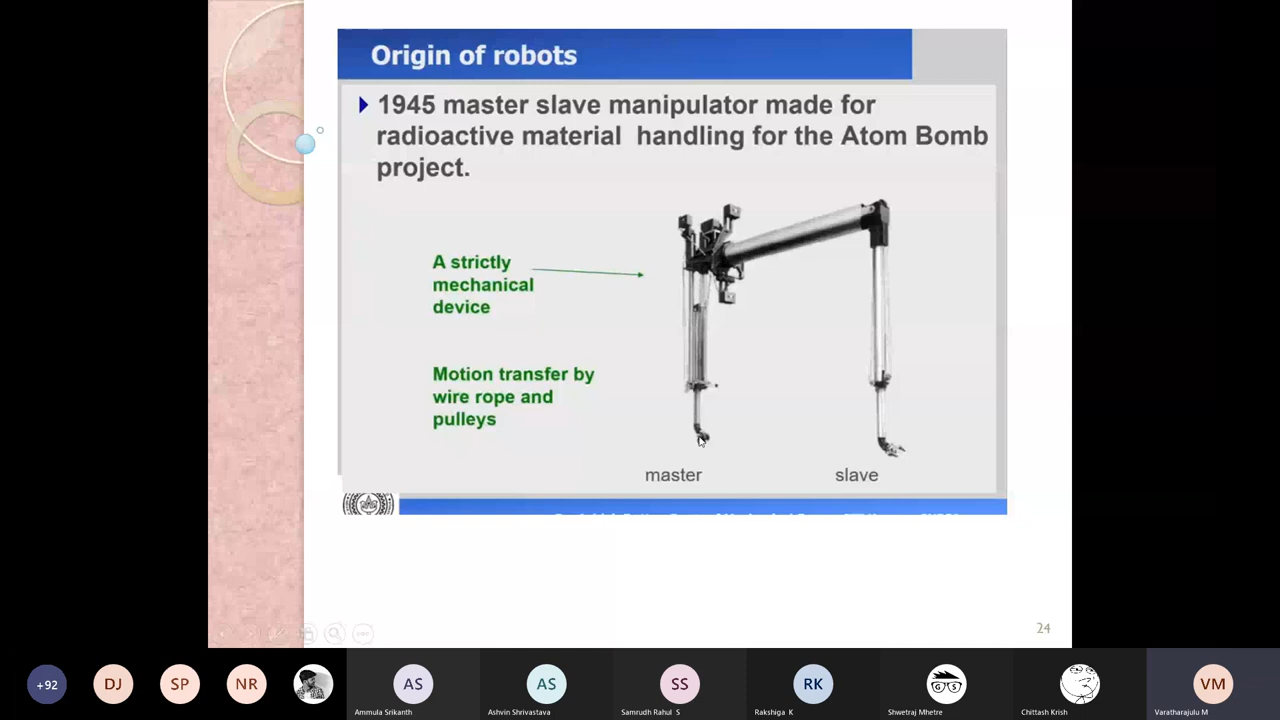 Origin of robots
1945 master slave manipulator made for
radioactive material handling for the Atom Bomb
project.
A strictly
mechanical
device
Motion transfer by
wire rope and
pulleys
master
slave
24
+92
DJ
SP
NR
AS
AS
SS
RK
GS
VM
Ammula Srikanth
Ashvin Shrivastava
Samrudh Rahul S
Rakshiga K
Shwetraj Mhetre
Chittash Krish
Varatharajulu M